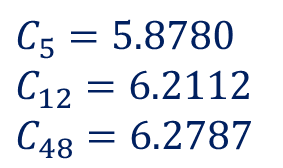 C₅ = 5.8780
C₁₂ = 6.2112
C₄₈ = 6.2787